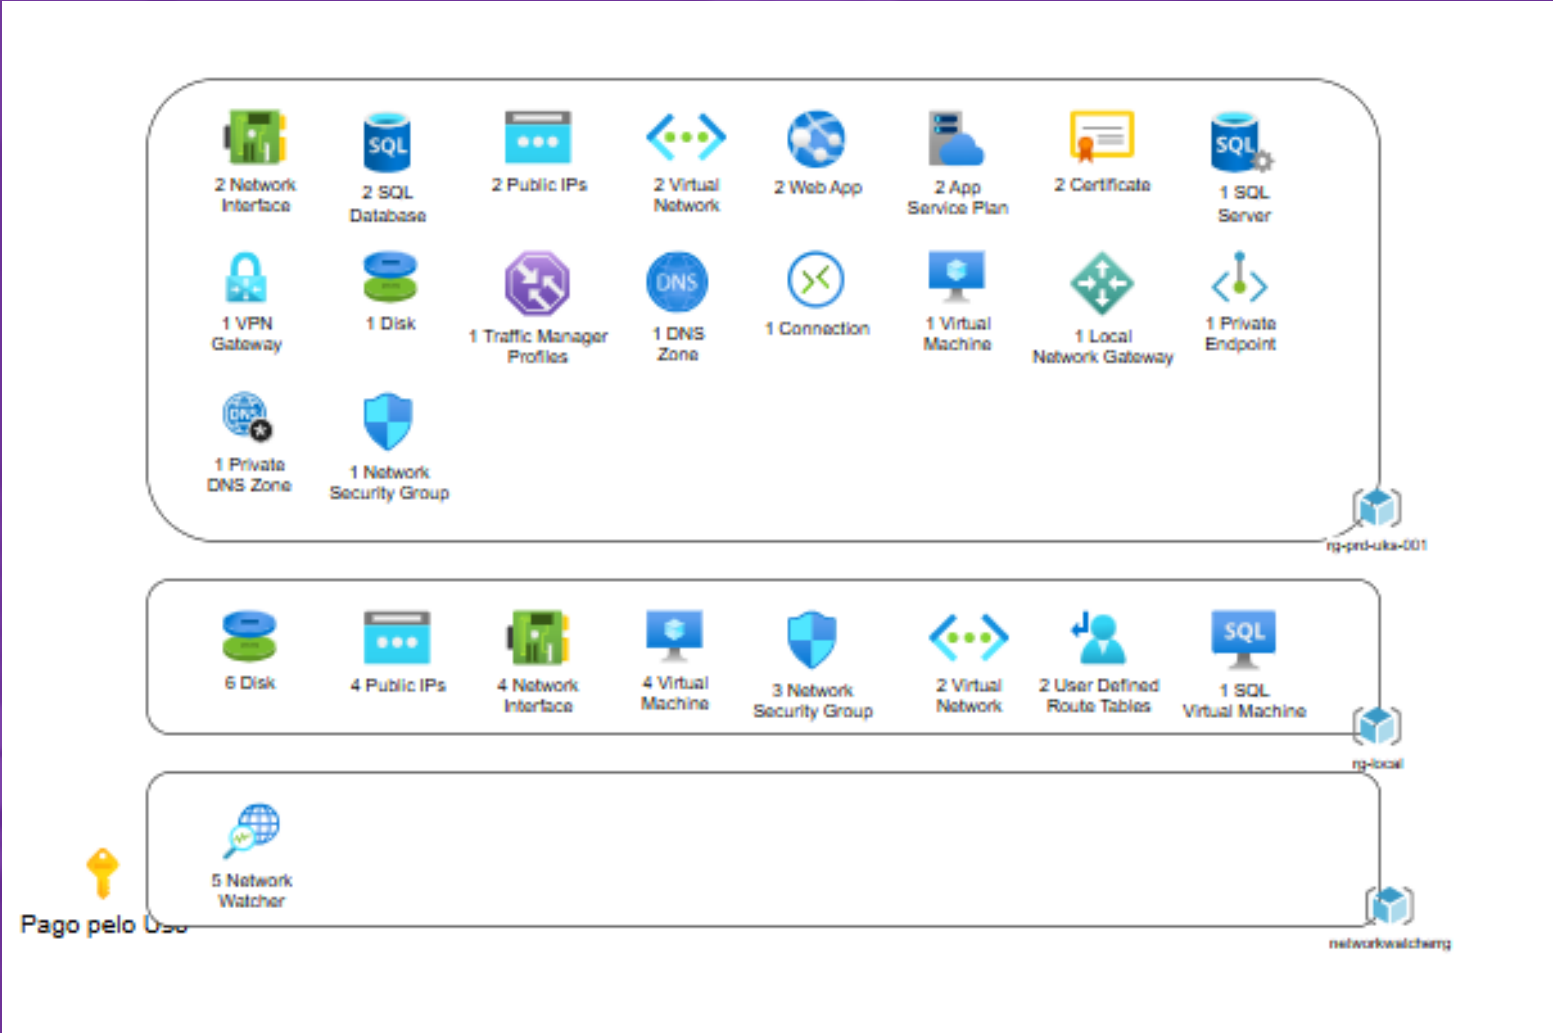 2 Network
Interface
SQL
2 SQL
Database
2 Public IPs
2 Virtual
Network
2 Web App
2 App
Service Plan
2 Certificate
SQL
1 SQL
Server
1 VPN
Gateway
1 Disk
1 Traffic Manager
Profiles
DNS
1 DNS
Zone
1 Connection
1 Virtual
Machine
1 Local
Network Gateway
1 Private
Endpoint
DNS
1 Private
DNS Zone
1 Network
Security Group
rg-prd-uks-001
6 Disk
4 Public IPs
4 Network
Interface
4 Virtual
Machine
3 Network
Security Group
2 Virtual
Network
2 User Defined
Route Tables
SQL
1 SQL
Virtual Machine
rg-local
5 Network
Watcher
Pago pelo Uso
networkwatcherrg